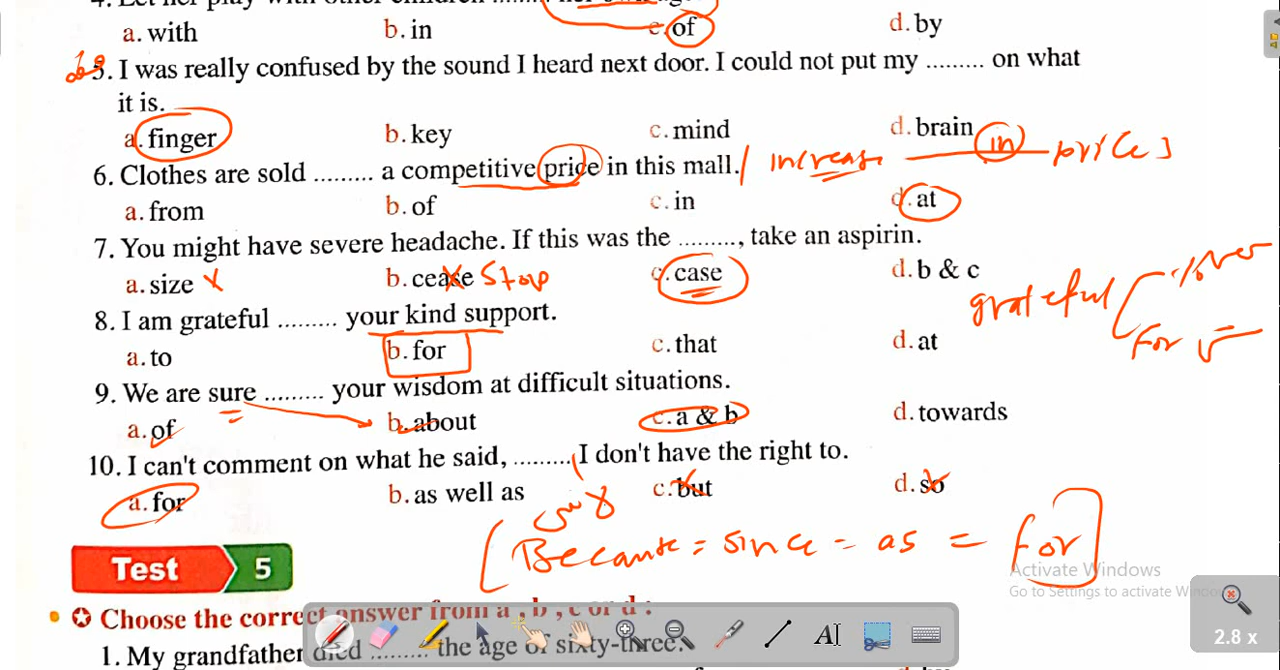 a. with b. in c. of d. by
5. I was really confused by the sound I heard next door. I could not put my ......... on what
it is.
a. finger b. key c. mind d. brain
6. Clothes are sold ......... a competitive price in this mall. / increase in prices
a. from b. of c. in d. at
7. You might have severe headache. If this was the ........., take an aspirin.
a. size x b. cease stop c. case d. b & c
grateful
8. I am grateful ......... your kind support.
for
a. to b. for c. that d. at
9. We are sure ......... your wisdom at difficult situations.
a. of b. about c. a & b d. towards
10. I can't comment on what he said, ......... I don't have the right to.
a. for b. as well as c. but d. so
[Because = since = as = for]
Activate Windows
Test 5
Choose the correct answer from a , b , c or d :
1. My grandfather died ......... the age of sixty-three.
2.8 x